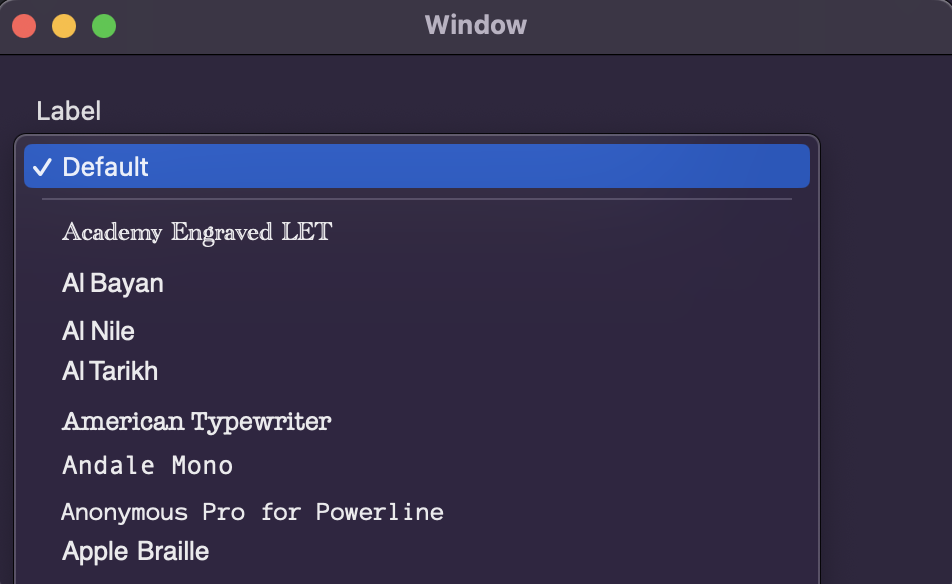 Window
Label
✓ Default
Academy Engraved LET
Al Bayan
Al Nile
Al Tarikh
American Typewriter
Andale Mono
Anonymous Pro for Powerline
Apple Braille